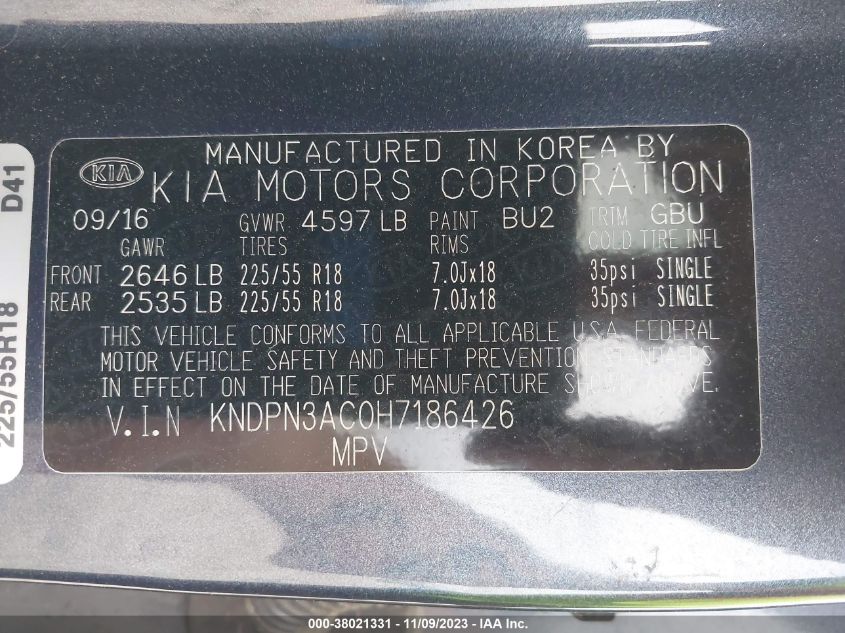 MANUFACTURED IN KOREA BY
KIA KIA MOTORS CORPORATION
09/16 GVWR 4597 LB PAINT BU2 TRIM GBU
GAWR TIRES RIMS COLD TIRE INFL
FRONT 2646 LB 225/55 R18 7.0Jx18 35psi SINGLE
REAR 2535 LB 225/55 R18 7.0Jx18 35psi SINGLE
THIS VEHICLE CONFORMS TO ALL APPLICABLE U.S.A. FEDERAL
MOTOR VEHICLE SAFETY AND THEFT PREVENTION STANDARDS
IN EFFECT ON THE DATE OF MANUFACTURE SHOWN ABOVE.
V.I.N KNDPN3AC0H7186426
MPV
225/55R18 D41
000-38021331 - 11/09/2023 - IAA Inc.